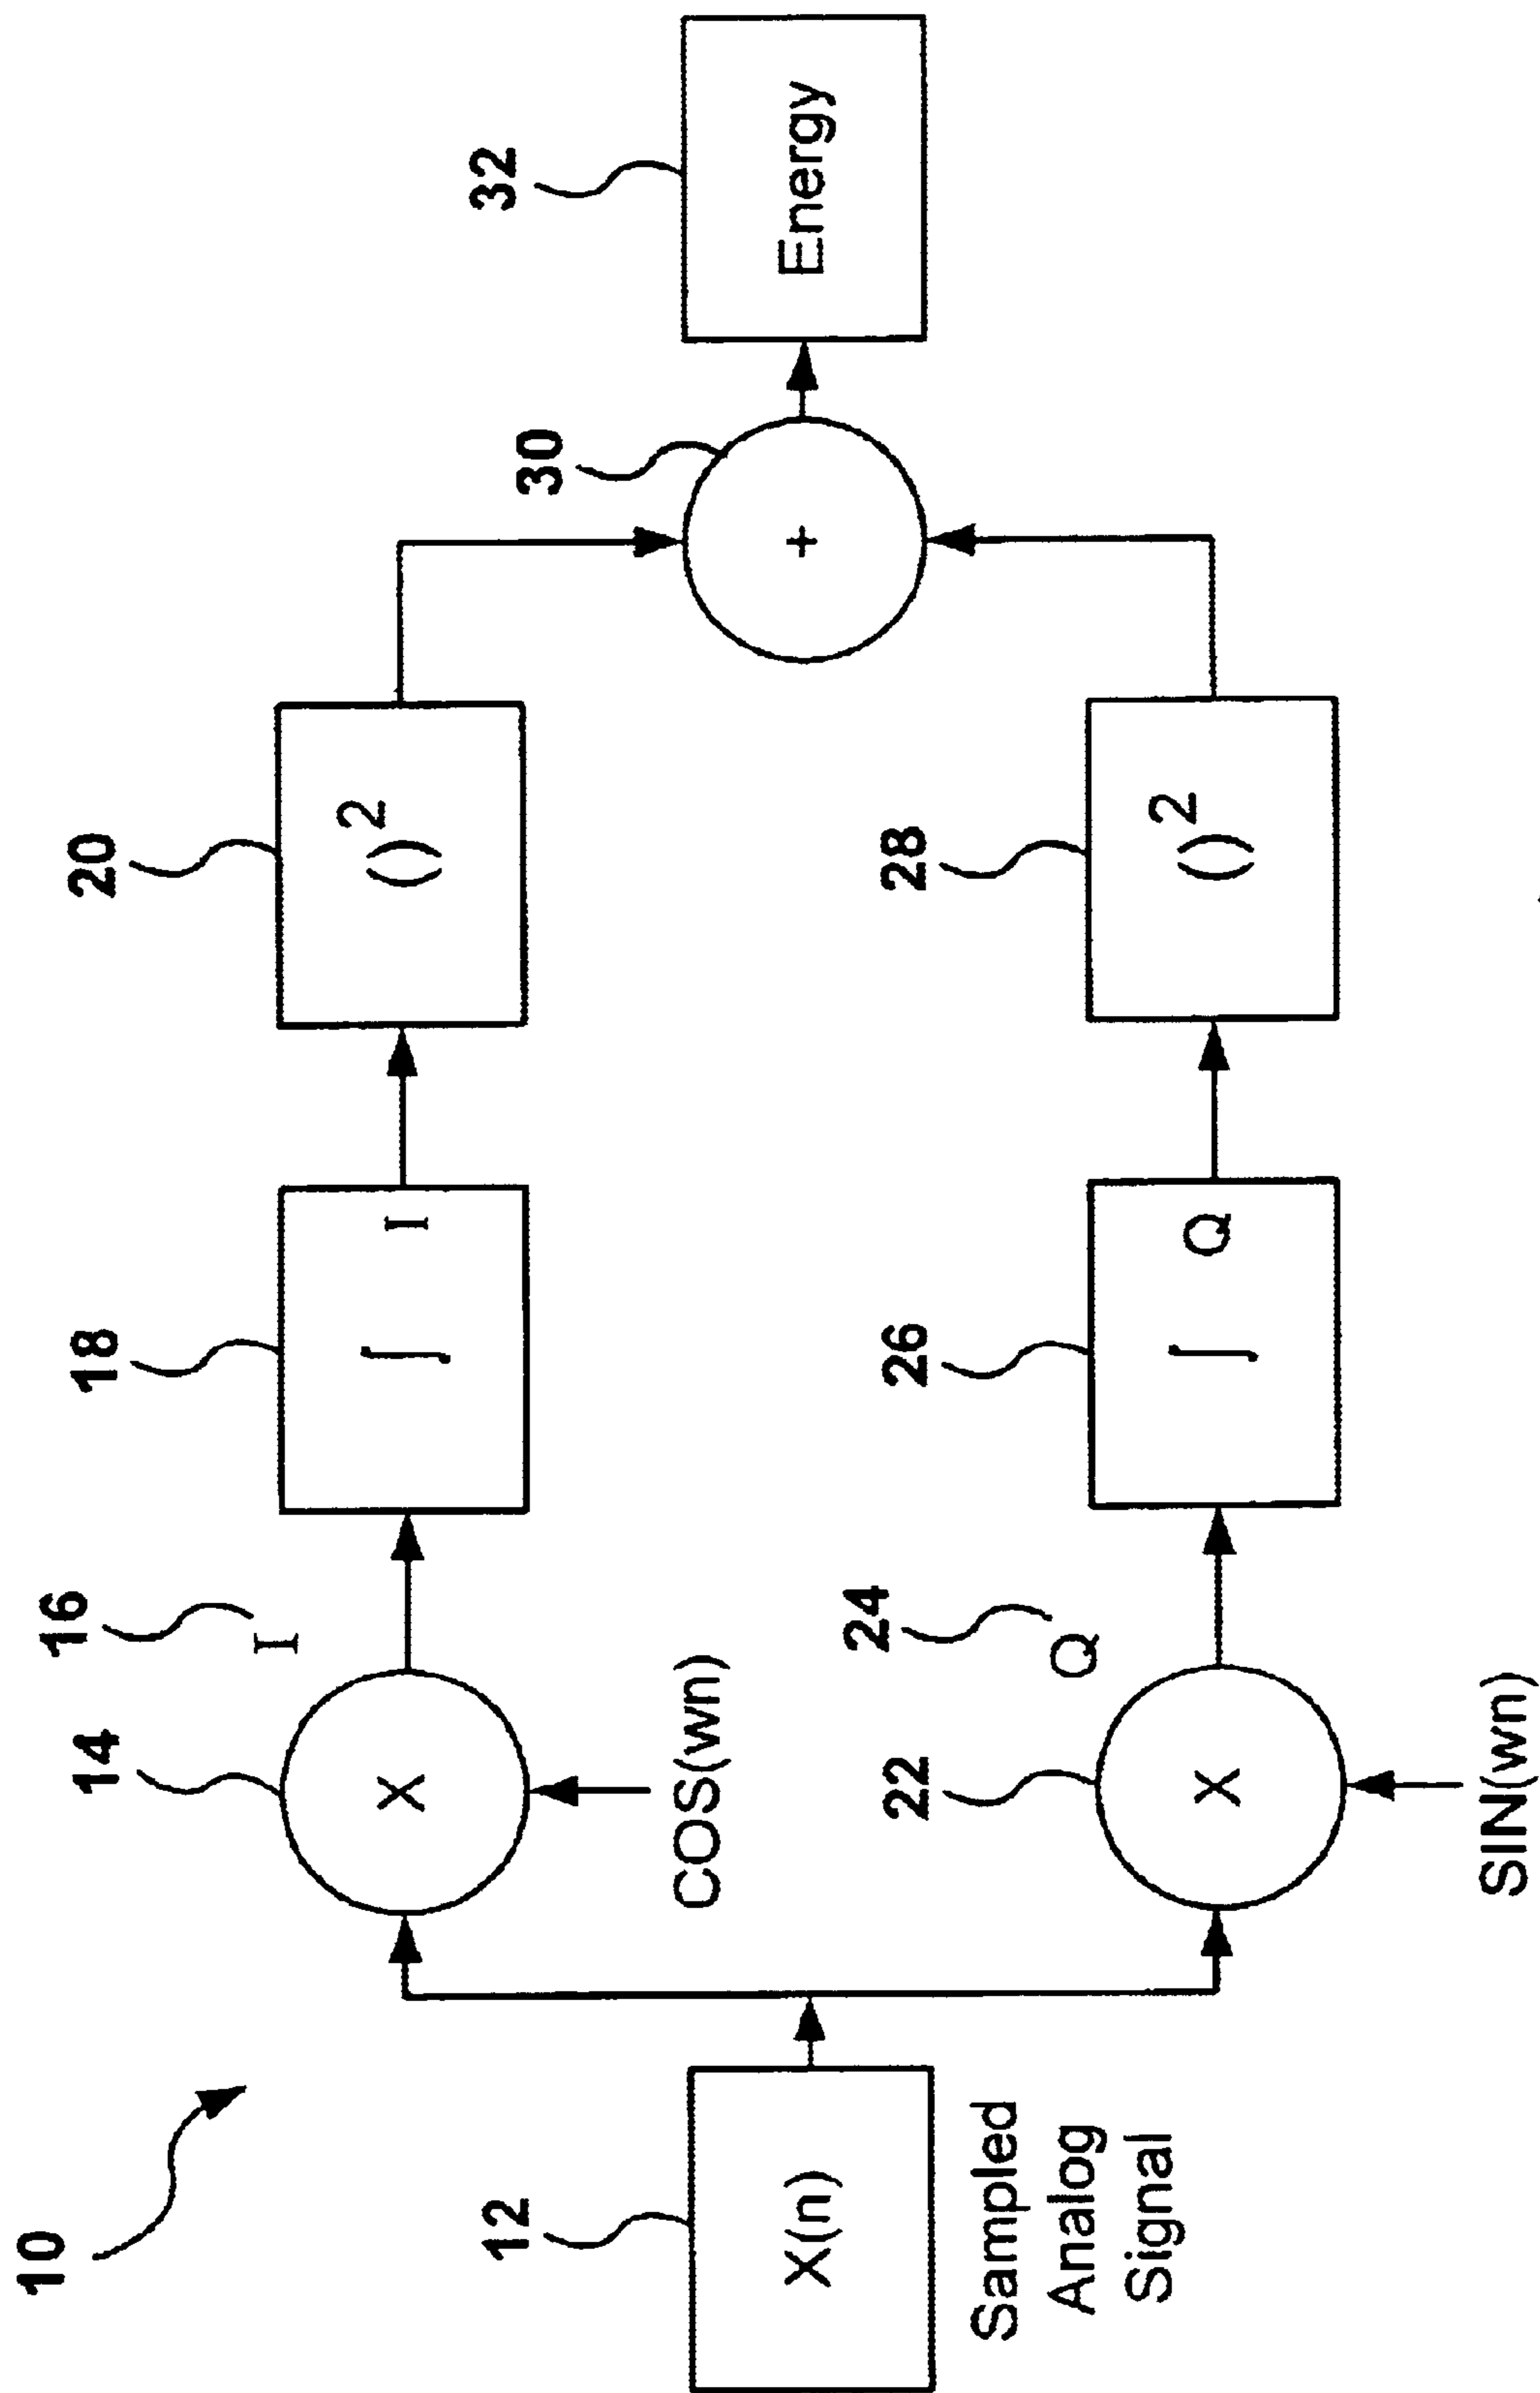 10
12
X(n)
Sampled
Analog
Signal
14
X
COS(wn)
16
I
18
∫ I
20
()²
22
X
SIN(wn)
24
Q
26
∫ Q
28
()²
30
+
32
Energy